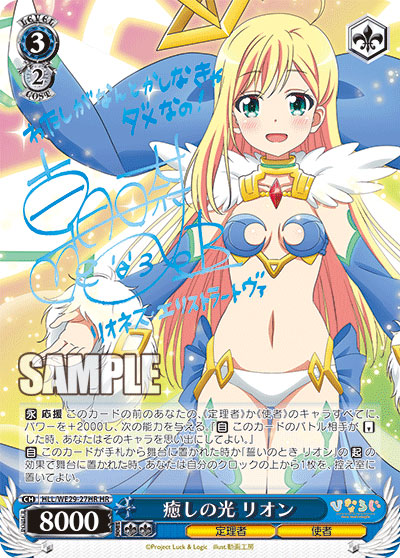 LEVEL
3
2
COST
わたしがなんとかしなきゃ
ダメなの!
リオネス・エリストラートヴァ
SAMPLE
【永】 応援 このカードの前のあなたの、《定理者》か《使者》のキャラすべてに、
パワーを+2000し、次の能力を与える。『【自】 このカードのバトル相手が
した時、あなたはそのキャラを思い出にしてよい。』
【自】 このカードが手札から舞台に置かれた時か「誓いのとき リオン」の【起】の
効果で舞台に置かれた時、あなたは自分のクロックの上から1枚を、控え室に
置いてよい。
CH HLL/WE29-27HR HR
8000
癒しの光 リオン
定理者
使者
ひなろじ
©Project Luck & Logic illust.動画工房